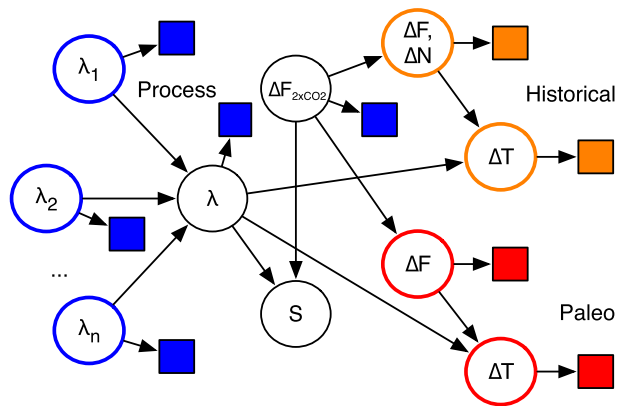 λ1
Process
ΔF2xCO2
ΔF,
ΔN
Historical
ΔT
λ2
λ
...
ΔF
S
Paleo
λn
ΔT